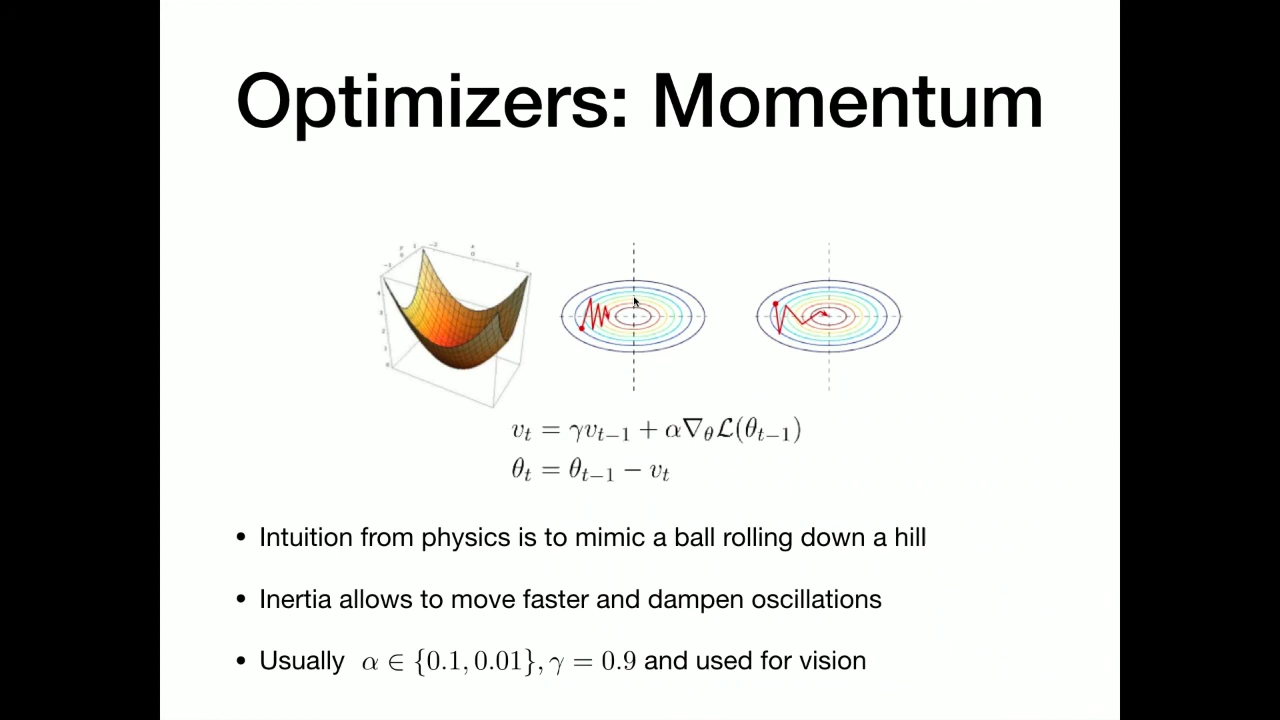 Optimizers: Momentum
v_t = γv_{t−1} + α∇_θ ℒ(θ_{t−1})
θ_t = θ_{t−1} − v_t
• Intuition from physics is to mimic a ball rolling down a hill
• Inertia allows to move faster and dampen oscillations
• Usually α ∈ {0.1, 0.01}, γ = 0.9 and used for vision